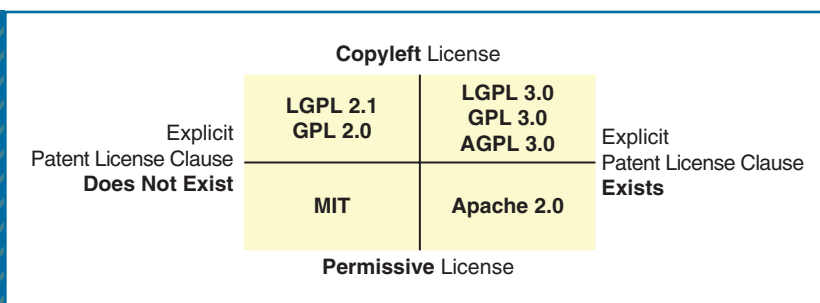 Copyleft License
Explicit
Patent License Clause
Does Not Exist
LGPL 2.1
GPL 2.0
LGPL 3.0
GPL 3.0
AGPL 3.0
Explicit
Patent License Clause
Exists
MIT
Apache 2.0
Permissive License